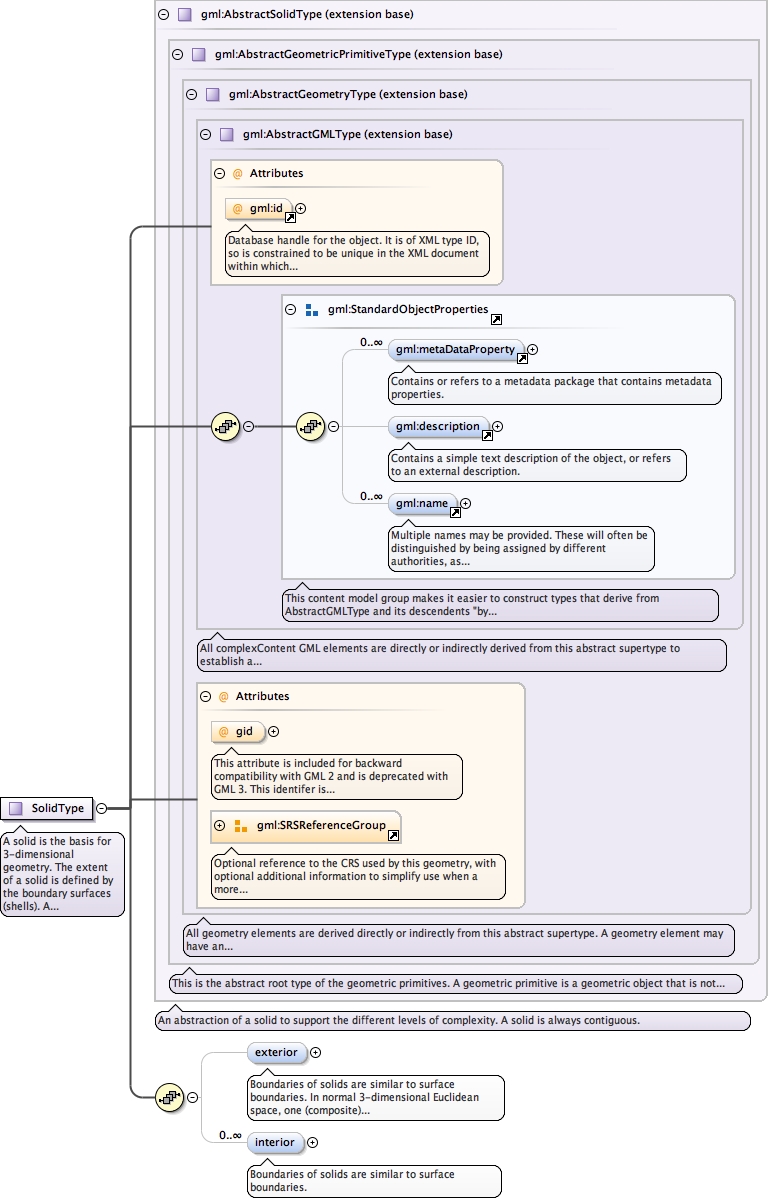 gml:AbstractSolidType (extension base)
gml:AbstractGeometricPrimitiveType (extension base)
gml:AbstractGeometryType (extension base)
gml:AbstractGMLType (extension base)
@ Attributes
@ gml:id
Database handle for the object. It is of XML type ID,
so is constrained to be unique in the XML document
within which...
gml:StandardObjectProperties
0..∞
gml:metaDataProperty
Contains or refers to a metadata package that contains metadata
properties.
gml:description
Contains a simple text description of the object, or refers
to an external description.
0..∞
gml:name
Multiple names may be provided. These will often be
distinguished by being assigned by different
authorities, as...
This content model group makes it easier to construct types that derive from
AbstractGMLType and its descendents "by...
All complexContent GML elements are directly or indirectly derived from this abstract supertype to
establish a...
@ Attributes
@ gid
This attribute is included for backward
compatibility with GML 2 and is deprecated with
GML 3. This identifer is...
gml:SRSReferenceGroup
Optional reference to the CRS used by this geometry, with
optional additional information to simplify use when a
more...
SolidType
A solid is the basis for
3-dimensional
geometry. The extent
of a solid is defined by
the boundary surfaces
(shells). A...
All geometry elements are derived directly or indirectly from this abstract supertype. A geometry element may
have an...
This is the abstract root type of the geometric primitives. A geometric primitive is a geometric object that is not...
An abstraction of a solid to support the different levels of complexity. A solid is always contiguous.
exterior
Boundaries of solids are similar to surface
boundaries. In normal 3-dimensional Euclidean
space, one (composite)...
0..∞
interior
Boundaries of solids are similar to surface
boundaries.